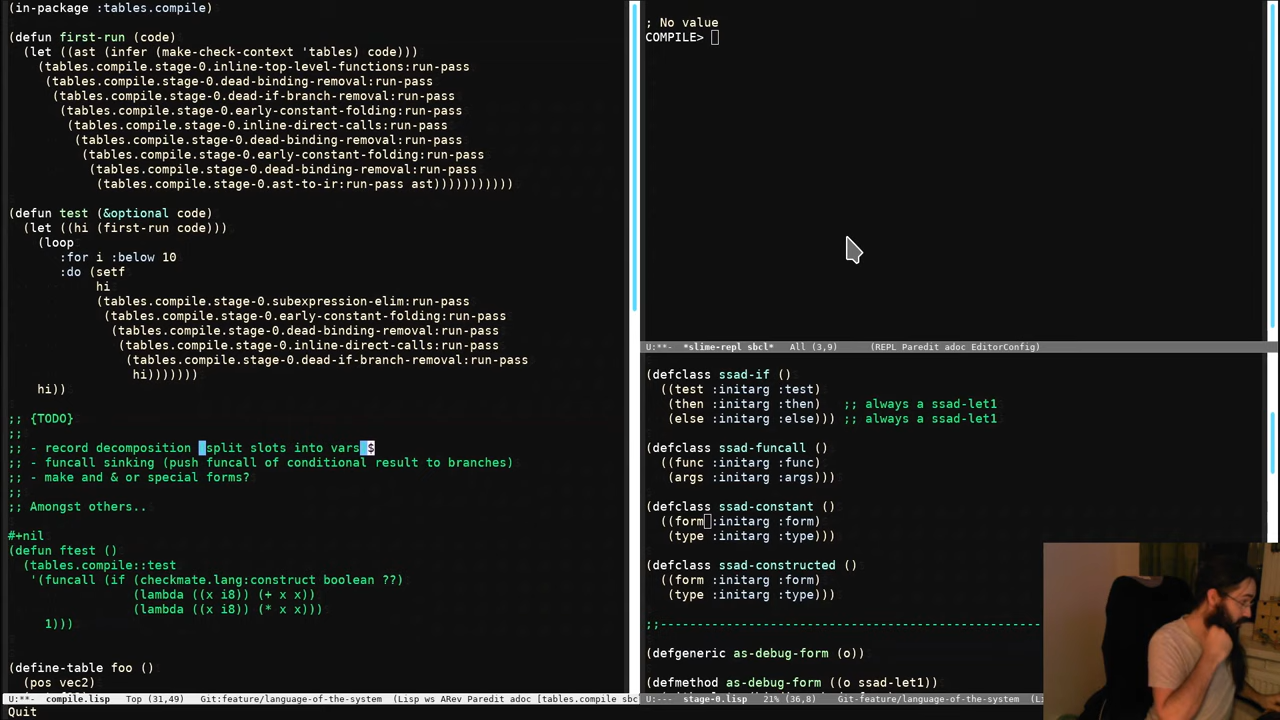 (in-package :tables.compile)
(defun first-run (code)
(let ((ast (infer (make-check-context 'tables) code)))
(tables.compile.stage-0.inline-top-level-functions:run-pass
(tables.compile.stage-0.dead-binding-removal:run-pass
(tables.compile.stage-0.dead-if-branch-removal:run-pass
(tables.compile.stage-0.early-constant-folding:run-pass
(tables.compile.stage-0.inline-direct-calls:run-pass
(tables.compile.stage-0.dead-binding-removal:run-pass
(tables.compile.stage-0.early-constant-folding:run-pass
(tables.compile.stage-0.dead-binding-removal:run-pass
(tables.compile.stage-0.ast-to-ir:run-pass ast)))))))))))
(defun test (&optional code)
(let ((hi (first-run code)))
(loop
:for i :below 10
:do (setf
hi
(tables.compile.stage-0.subexpression-elim:run-pass
(tables.compile.stage-0.early-constant-folding:run-pass
(tables.compile.stage-0.dead-binding-removal:run-pass
(tables.compile.stage-0.inline-direct-calls:run-pass
(tables.compile.stage-0.dead-if-branch-removal:run-pass
hi)))))))
hi))
;; {TODO}
;;
;; - record decomposition split slots into vars $
;; - funcall sinking (push funcall of conditional result to branches)
;; - make and & or special forms?
;;
;; Amongst others..
#+nil
(defun ftest ()
(tables.compile::test
'(funcall (if (checkmate.lang:construct boolean ??)
(lambda ((x i8)) (+ x x))
(lambda ((x i8)) (* x x)))
1)))
(define-table foo ()
(pos vec2)
U:**- compile.lisp Top (31,49) Git:feature/language-of-the-system (Lisp ws ARev Paredit adoc [tables.compile sbc
Quit
; No value
COMPILE>
U:**- *slime-repl sbcl* All (3,9) (REPL Paredit adoc EditorConfig)
(defclass ssad-if ()
((test :initarg :test)
(then :initarg :then) ;; always a ssad-let1
(else :initarg :else))) ;; always a ssad-let1
(defclass ssad-funcall ()
((func :initarg :func)
(args :initarg :args)))
(defclass ssad-constant ()
((form :initarg :form)
(type :initarg :type)))
(defclass ssad-constructed ()
((form :initarg :form)
(type :initarg :type)))
;;----------------------------------------------------
(defgeneric as-debug-form (o))
(defmethod as-debug-form ((o ssad-let1))
U:--- stage-0.lisp 21% (36,8) Git:feature/language-of-the-system (Li